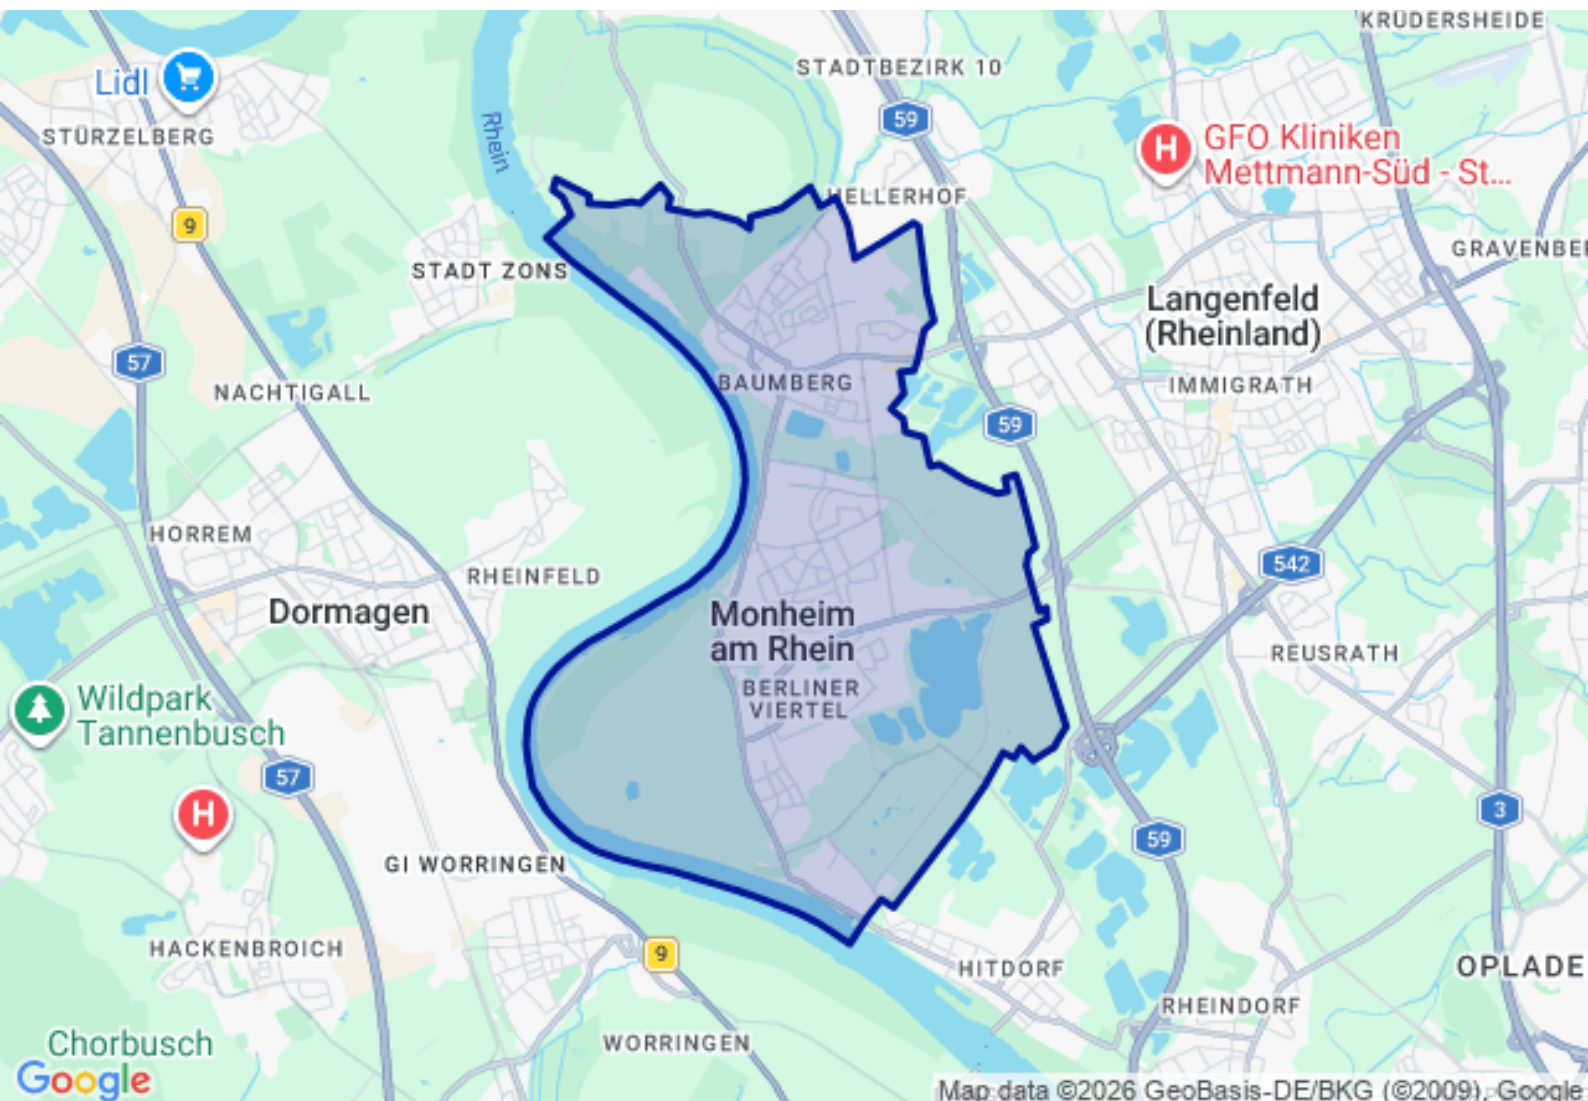 KRÜDERSHEIDE
STADTBEZIRK 10
Lidl
59
STÜRZELBERG
Rhein
H
GFO Kliniken
Mettmann-Süd - St...
HELLERHOF
9
GRAVENBE
STADT ZONS
Langenfeld
(Rheinland)
57
BAUMBERG
IMMIGRATH
NACHTIGALL
59
HORREM
542
RHEINFELD
Dormagen
Monheim
am Rhein
REUSRATH
BERLINER
VIERTEL
Wildpark
Tannenbusch
57
H
3
59
GI WORRINGEN
HACKENBROICH
9
HITDORF
OPLADE
RHEINDORF
Chorbusch
WORRINGEN
Google
Map data ©2026 GeoBasis-DE/BKG (©2009), Google